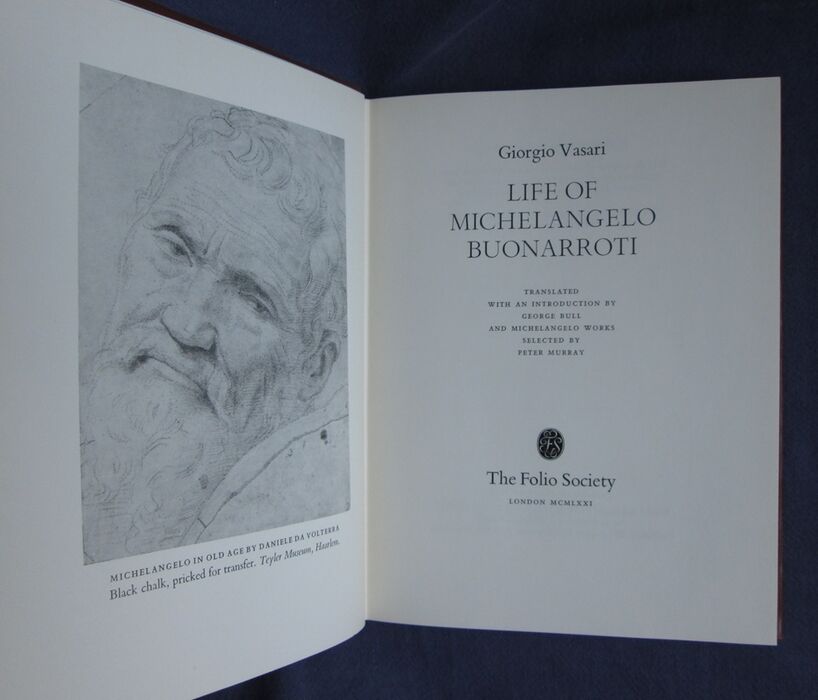 MICHELANGELO IN OLD AGE BY DANIELE DA VOLTERRA
Black chalk, pricked for transfer. Teyler Museum, Haarlem.
Giorgio Vasari
LIFE OF
MICHELANGELO
BUONARROTI
TRANSLATED
WITH AN INTRODUCTION BY
GEORGE BULL
AND MICHELANGELO WORKS
SELECTED BY
PETER MURRAY
FS
The Folio Society
LONDON MCMLXXI